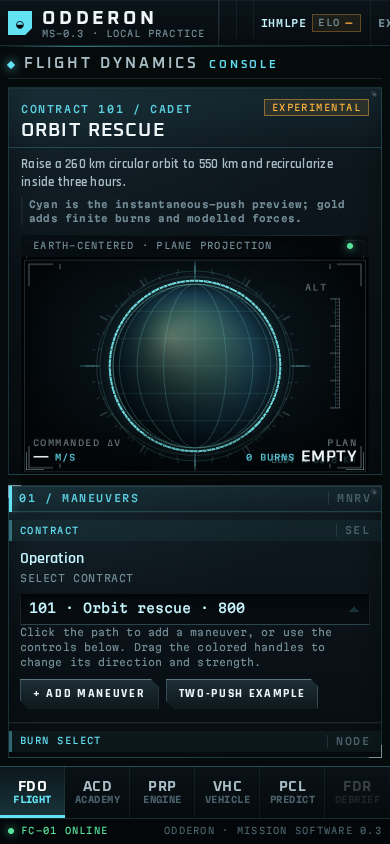 ODDERON
MS-0.3 · LOCAL PRACTICE
IHMLPE ELO —
FLIGHT DYNAMICS CONSOLE
CONTRACT 101 / CADET
EXPERIMENTAL
ORBIT RESCUE
Raise a 260 km circular orbit to 550 km and recircularize
inside three hours.
Cyan is the instantaneous-push preview; gold
adds finite burns and modelled forces.
EARTH-CENTERED · PLANE PROJECTION
ALT
COMMANDED ΔV
— M/S
PLAN
0 BURNS EMPTY
01 / MANEUVERS
MNRV
CONTRACT
SEL
Operation
SELECT CONTRACT
101 · Orbit rescue · 800
Click the path to add a maneuver, or use the
controls below. Drag the colored handles to
change its direction and strength.
+ ADD MANEUVER
TWO-PUSH EXAMPLE
BURN SELECT
NODE
FDO
FLIGHT
ACD
ACADEMY
PRP
ENGINE
VHC
VEHICLE
PCL
PREDICT
FDR
DEBRIEF
FC-01 ONLINE
ODDERON · MISSION SOFTWARE 0.3